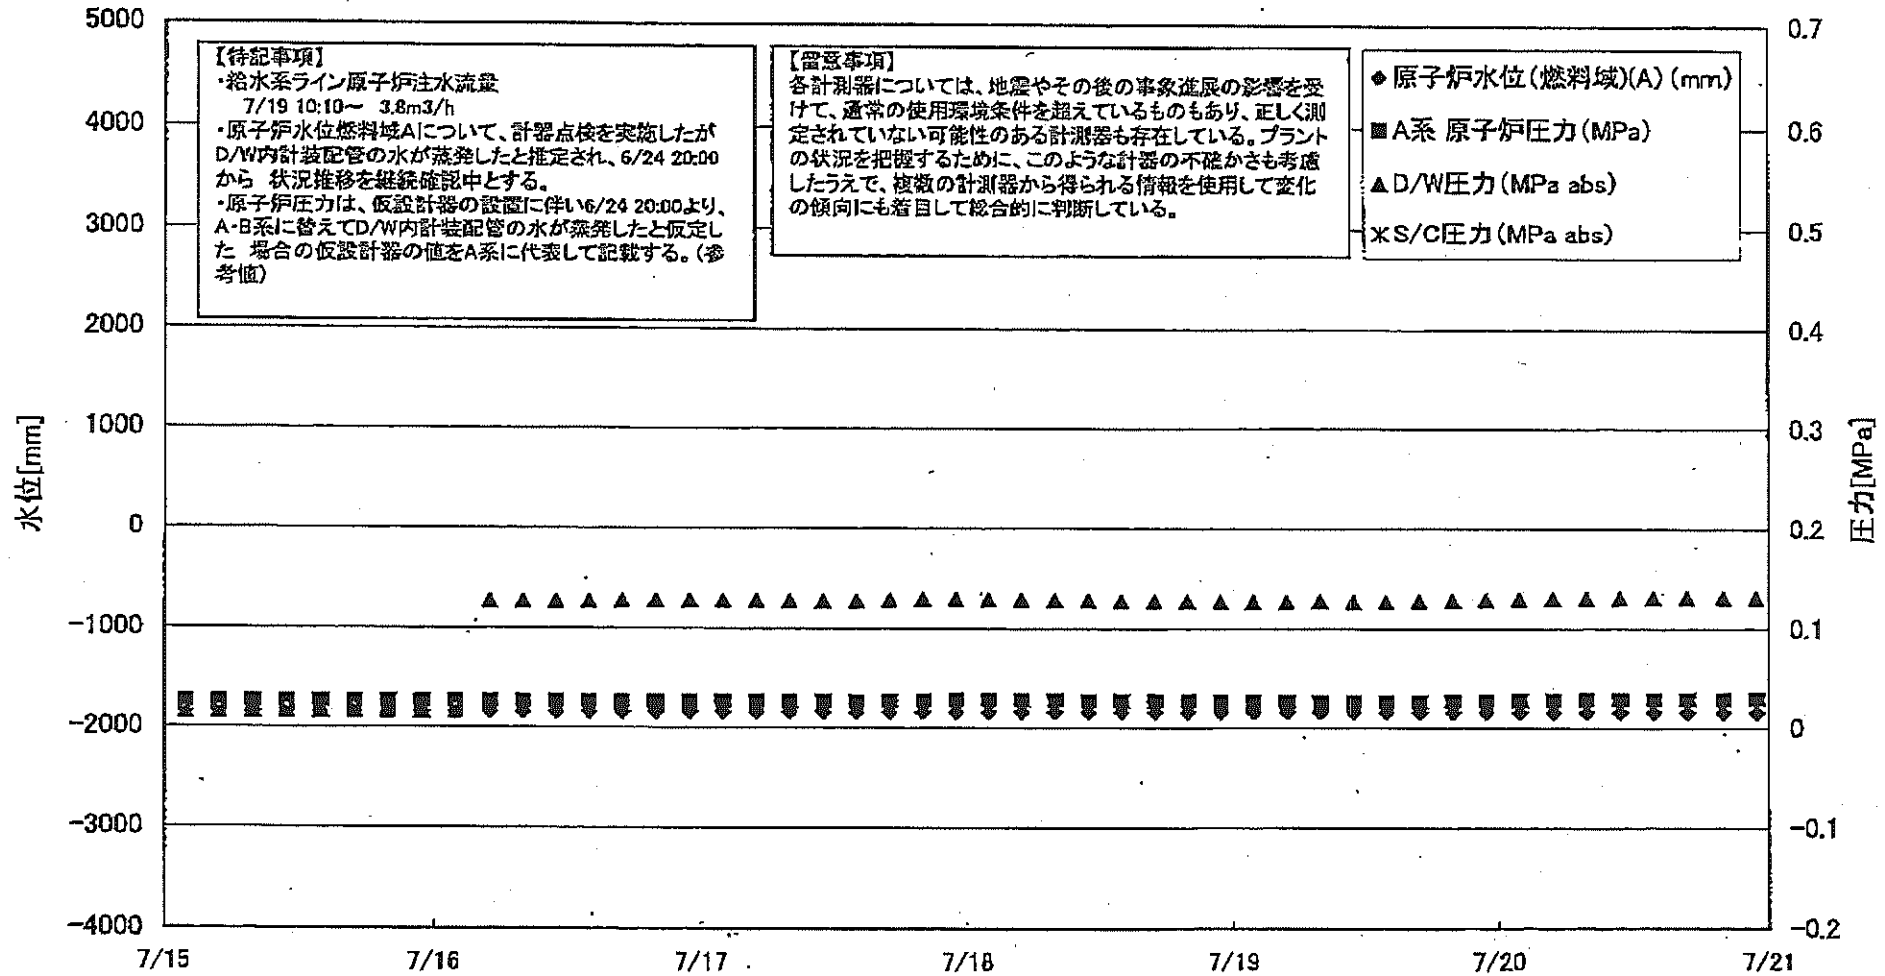 5000
4000
3000
2000
1000
0
-1000
-2000
-3000
-4000
水位[mm]
【特記事項】
・給水系ライン原子炉注水流量
7/19 10:10～ 3.8m3/h
・原子炉水位燃料域Aについて、計器点検を実施したが
D/W内計装配管の水が蒸発したと推定され、6/24 20:00
から 状況推移を継続確認中とする。
・原子炉圧力は、仮設計器の設置に伴い6/24 20:00より、
A・B系に替えてD/W内計装配管の水が蒸発したと仮定し
た 場合の仮設計器の値をA系に代表して記載する。(参
考値)
【留意事項】
各計測器については、地震やその後の事象進展の影響を受
けて、通常の使用環境条件を超えているものもあり、正しく測
定されていない可能性のある計測器も存在している。プラント
の状況を把握するために、このような計器の不確かさも考慮
したうえで、複数の計測器から得られる情報を使用して変化
の傾向にも着目して総合的に判断している。
◆原子炉水位(燃料域)(A)(mm)
■A系 原子炉圧力(MPa)
▲D/W圧力(MPa abs)
×S/C圧力(MPa abs)
0.7
0.6
0.5
0.4
0.3
0.2
0.1
0
-0.1
-0.2
圧力[MPa]
7/15
7/16
7/17
7/18
7/19
7/20
7/21